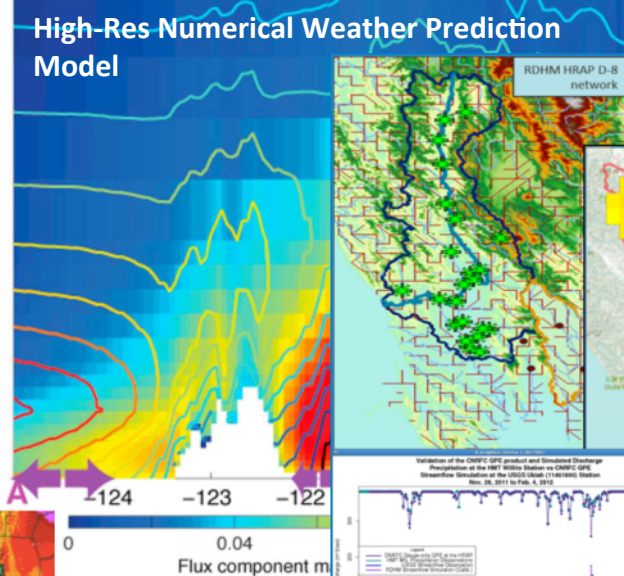 High-Res Numerical Weather Prediction
Model
RDHM HRAP D-8
network
A
−124
−123
−122
0
0.04
Flux component m
Validation of the CNRFC QPE product and Simulated Discharge
Precipitation at the HMT Willits Station vs CNRFC QPE
Streamflow Simulation at the USGS Ukiah (11461000) Station
Nov. 28, 2011 to Feb. 4, 2012
Legend